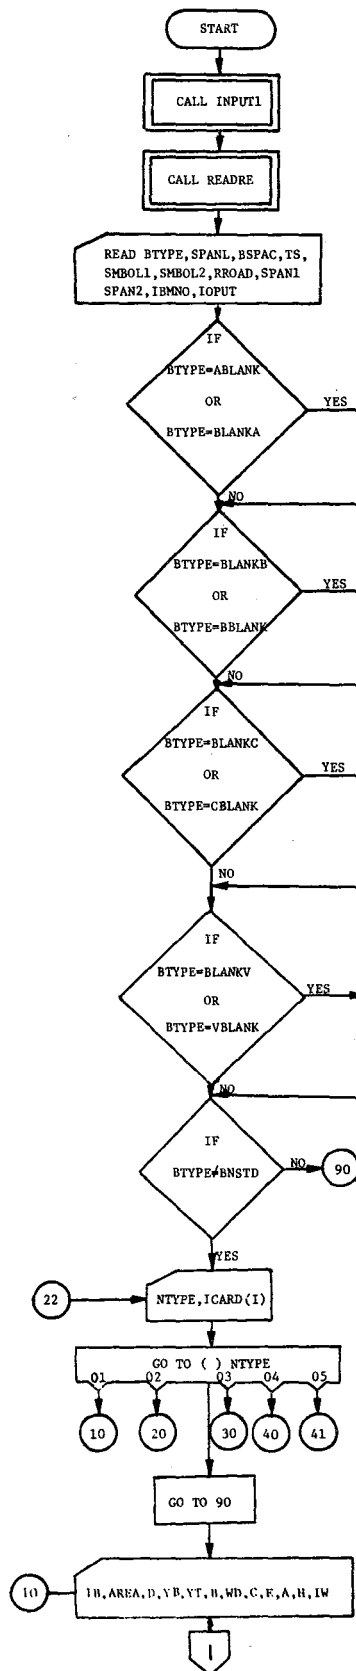 START
CALL INPUT1
CALL READRE
READ BTYPE,SPANL,BSPAC,TS,
SMBOL1,SMBOL2,RROAD,SPAN1
SPAN2,IBMNO,IOPUT
IF
BTYPE=ABLANK
OR
YES
BTYPE=BLANKA
NO
IF
BTYPE=BLANKB
YES
OR
BTYPE=BBLANK
NO
IF
BTYPE=BLANKC
OR
YES
BTYPE=CBLANK
NO
IF
BTYPE=BLANKV
YES
OR
BTYPE=VBLANK
NO
IF
BTYPE≠BNSTD
NO
90
YES
22
NTYPE,ICARD(I)
GO TO ( ) NTYPE
01 02 03 04 05
10 20 30 40 41
GO TO 90
10
IB,AREA,D,YB,YT,B,WD,C,E,A,H,IW
1